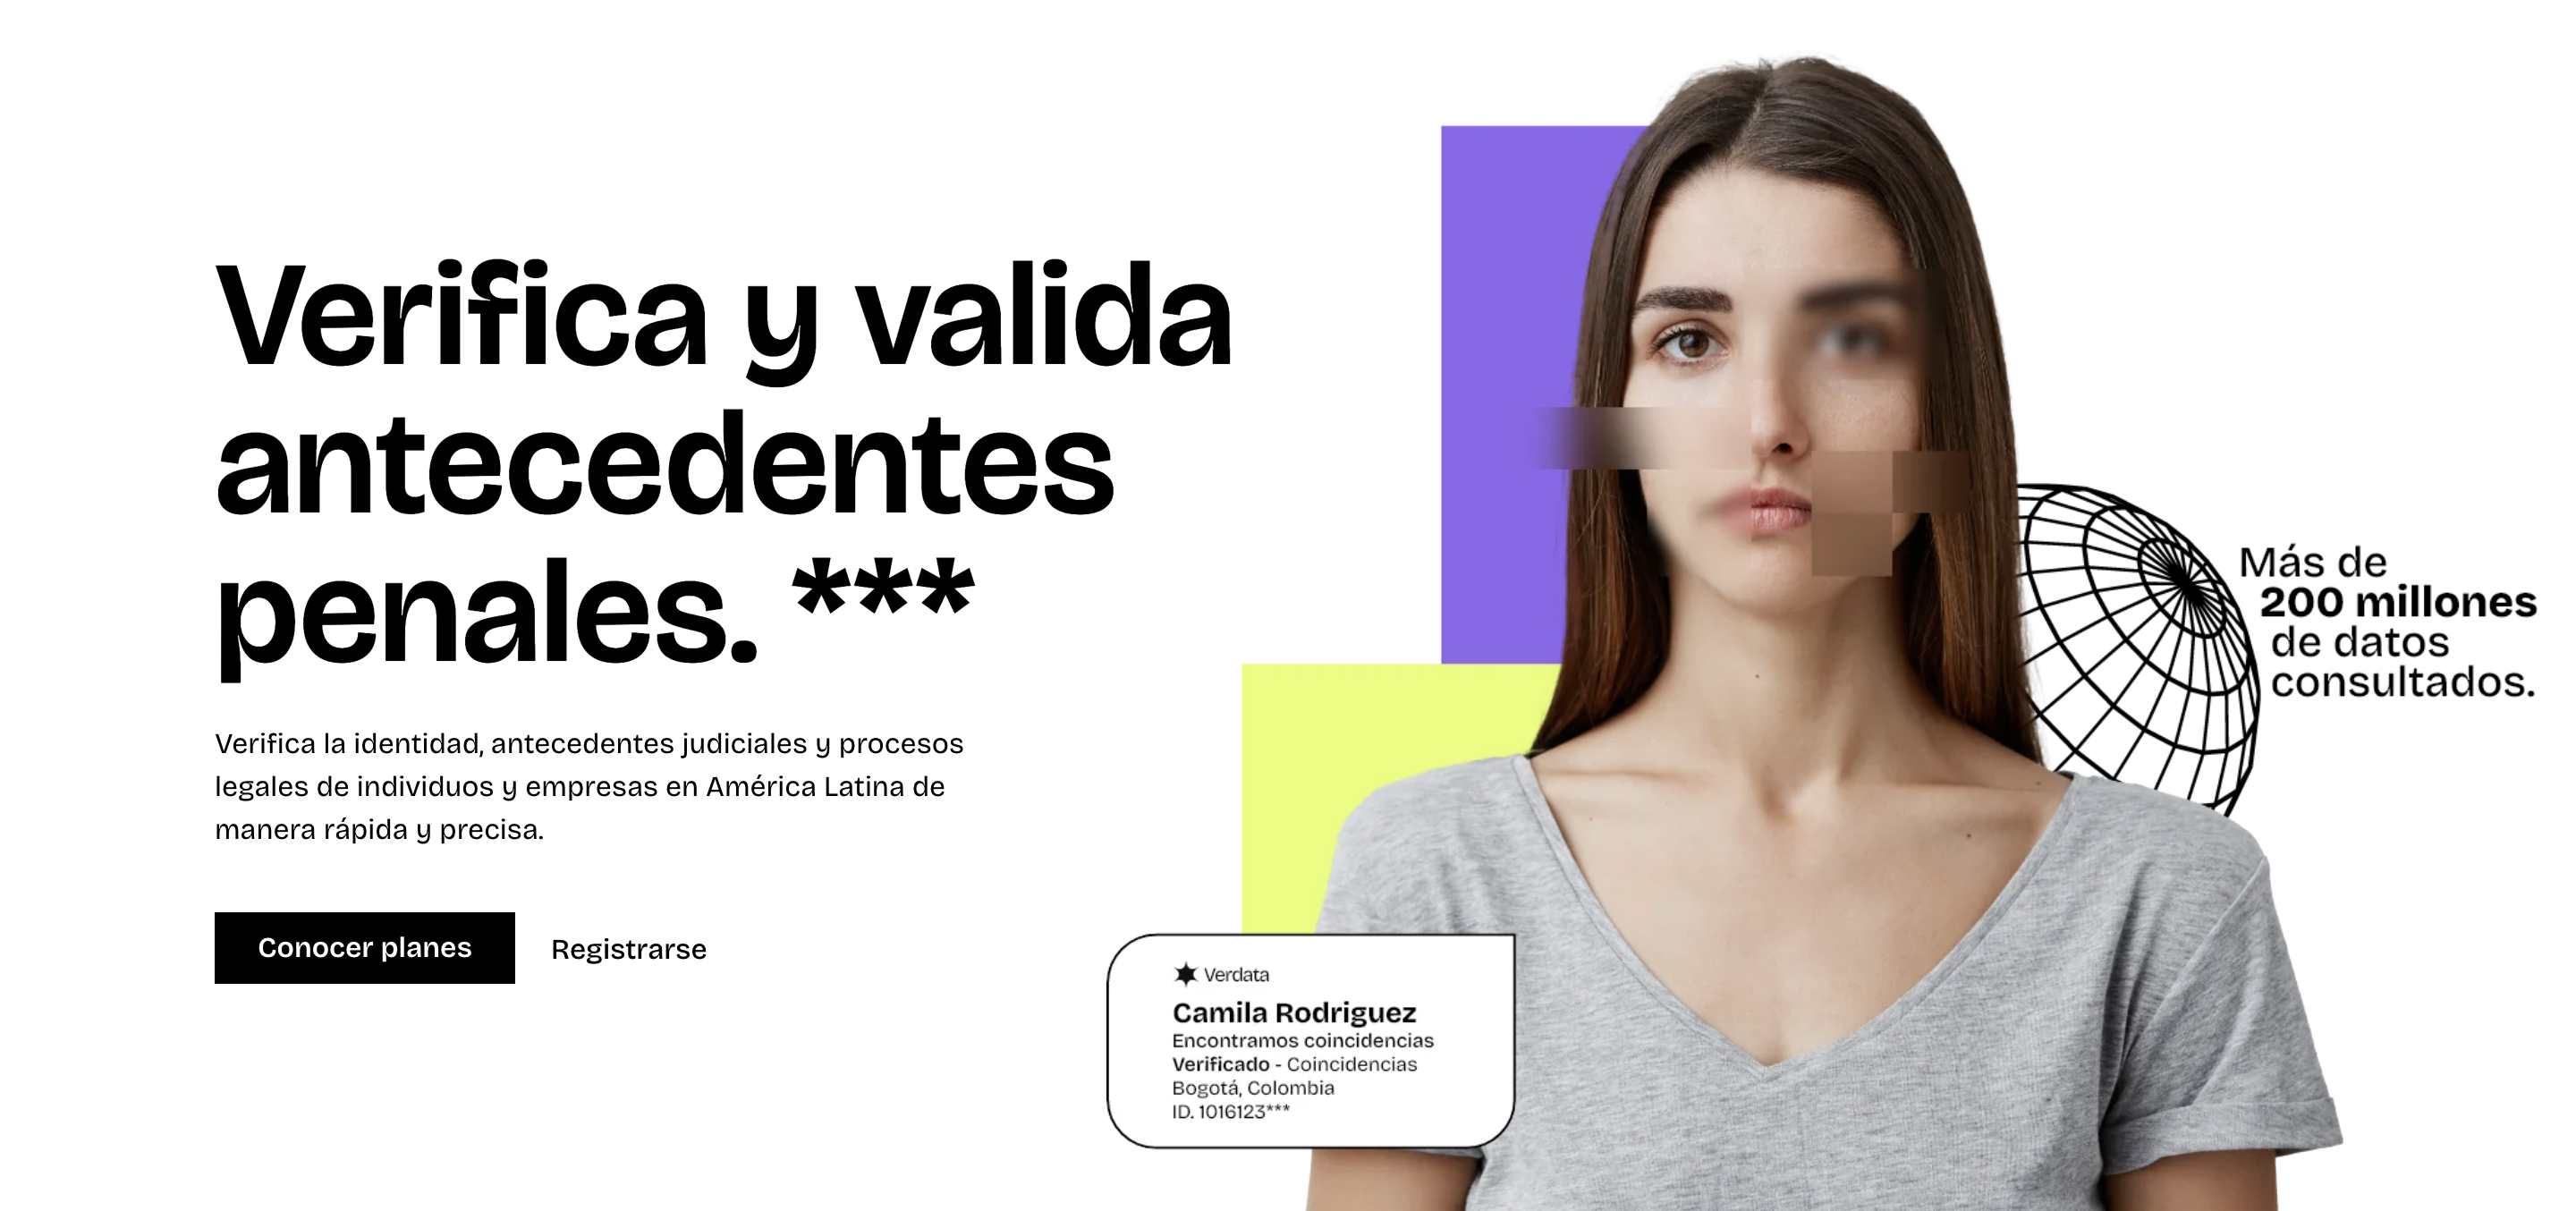 Verifica y valida
antecedentes
penales. ***
Verifica la identidad, antecedentes judiciales y procesos
legales de individuos y empresas en América Latina de
manera rápida y precisa.
Conocer planes
Registrarse
Más de
200 millones
de datos
consultados.
Verdata
Camila Rodriguez
Encontramos coincidencias
Verificado - Coincidencias
Bogotá, Colombia
ID. 1016123***